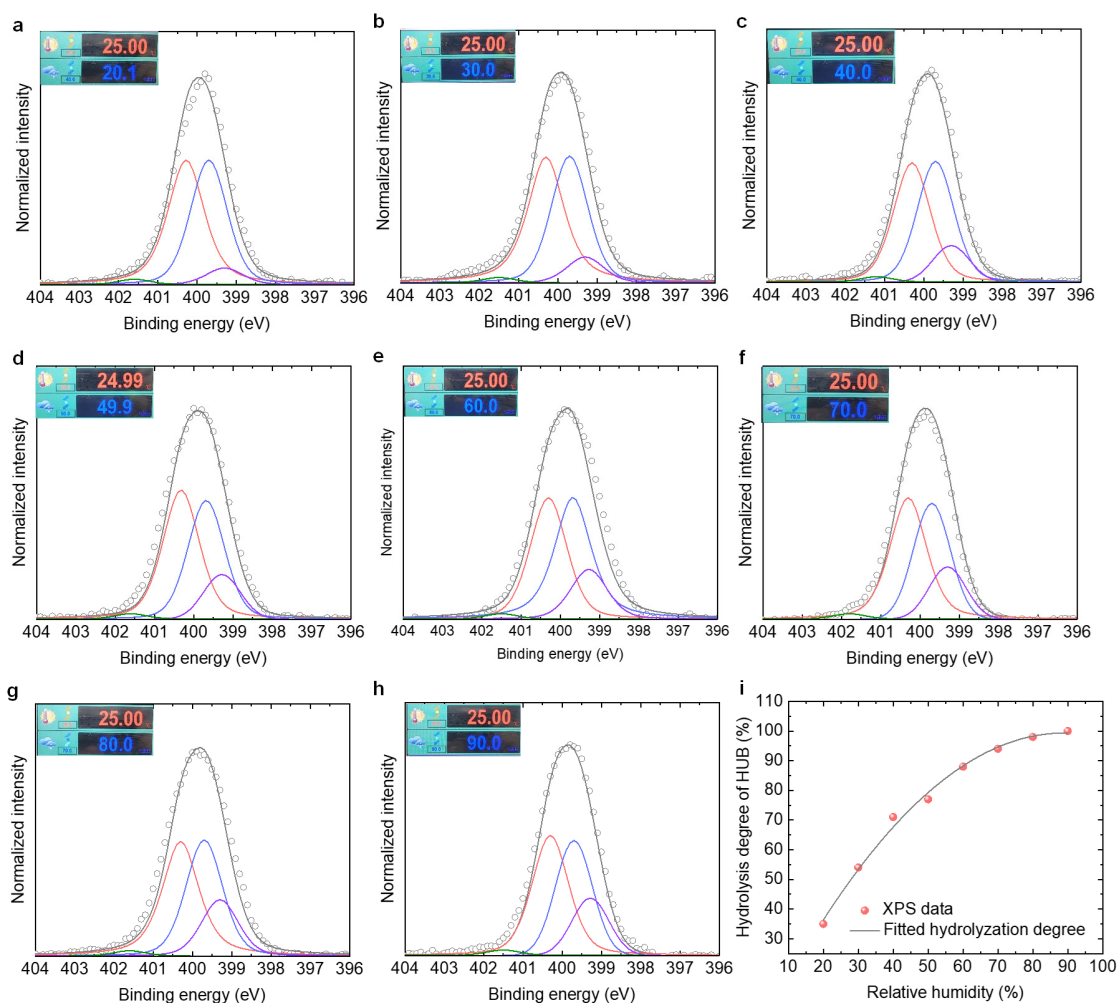 a
25.00
20.1
40.0
Normalized intensity
404 403 402 401 400 399 398 397 396
Binding energy (eV)
b
25.00
30.0
Normalized intensity
404 403 402 401 400 399 398 397 396
Binding energy (eV)
c
25.00
40.0
40.0
Normalized intensity
404 403 402 401 400 399 398 397 396
Binding energy (eV)
d
24.99
49.9
Normalized intensity
404 403 402 401 400 399 398 397 396
Binding energy (eV)
e
25.00
60.0
Normalized intensity
404 403 402 401 400 399 398 397 396
Binding energy (eV)
f
25.00
70.0
70.0
Normalized intensity
404 403 402 401 400 399 398 397 396
Binding energy (eV)
g
25.00
80.0
Normalized intensity
404 403 402 401 400 399 398 397 396
Binding energy (eV)
h
25.00
90.0
Normalized intensity
404 403 402 401 400 399 398 397 396
Binding energy (eV)
i
110
100
90
80
70
60
50
40
30
Hydrolysis degree of HUB (%)
XPS data
Fitted hydrolyzation degree
10 20 30 40 50 60 70 80 90 100
Relative humidity (%)